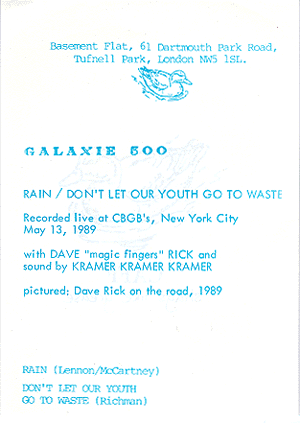 Basement Flat, 61 Dartmouth Park Road,
Tufnell Park, London NW5 1SL.
GALAXIE 500
RAIN / DON'T LET OUR YOUTH GO TO WASTE
Recorded live at CBGB's, New York City
May 13, 1989
with DAVE "magic fingers" RICK and
sound by KRAMER KRAMER KRAMER
pictured: Dave Rick on the road, 1989
RAIN (Lennon/McCartney)
DON'T LET OUR YOUTH
GO TO WASTE (Richman)